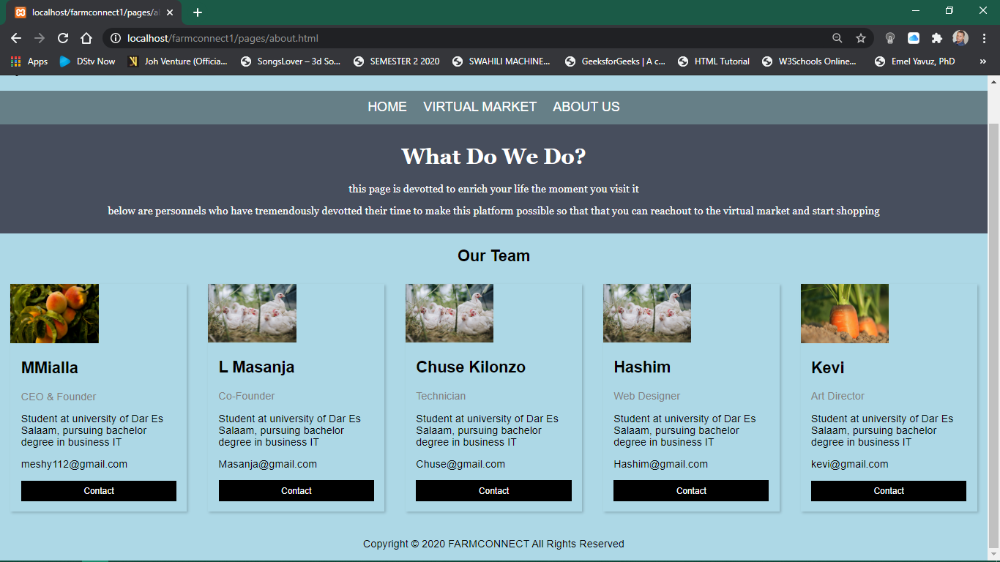 localhost/farmconnect1/pages/a
localhost/farmconnect1/pages/about.html
Apps DStv Now Joh Venture (Officia... SongsLover – 3d So... SEMESTER 2 2020 SWAHILI MACHINE... GeeksforGeeks | A c... HTML Tutorial W3Schools Online... Emel Yavuz, PhD »
HOME VIRTUAL MARKET ABOUT US
What Do We Do?
this page is devotted to enrich your life the moment you visit it
below are personnels who have tremendously devotted their time to make this platform possible so that that you can reachout to the virtual market and start shopping
Our Team
MMialla
CEO & Founder
Student at university of Dar Es
Salaam, pursuing bachelor
degree in business IT
meshy112@gmail.com
Contact
L Masanja
Co-Founder
Student at university of Dar Es
Salaam, pursuing bachelor
degree in business IT
Masanja@gmail.com
Contact
Chuse Kilonzo
Technician
Student at university of Dar Es
Salaam, pursuing bachelor
degree in business IT
Chuse@gmail.com
Contact
Hashim
Web Designer
Student at university of Dar Es
Salaam, pursuing bachelor
degree in business IT
Hashim@gmail.com
Contact
Kevi
Art Director
Student at university of Dar Es
Salaam, pursuing bachelor
degree in business IT
kevi@gmail.com
Contact
Copyright © 2020 FARMCONNECT All Rights Reserved